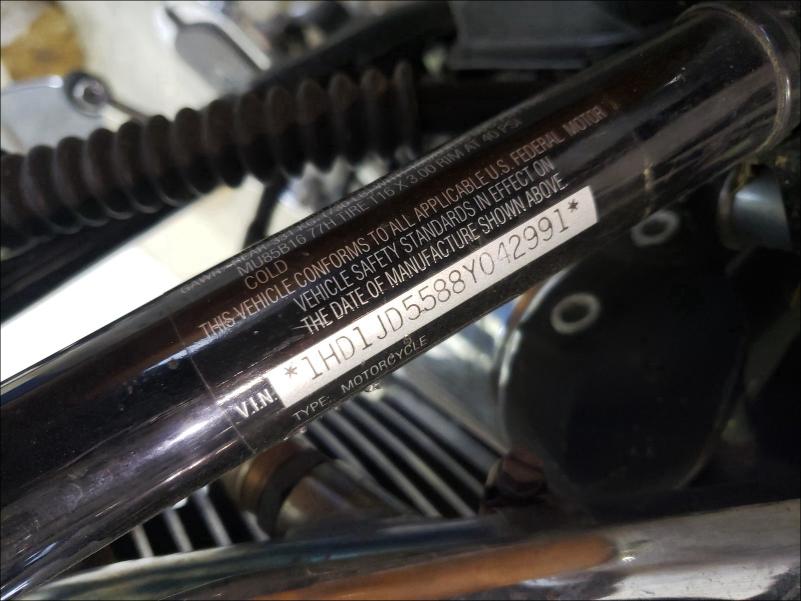 MU85B16 77H TIRE T16 X 3.00 RIM AT 40 PSI
COLD
THIS VEHICLE CONFORMS TO ALL APPLICABLE U.S. FEDERAL MOTOR
VEHICLE SAFETY STANDARDS IN EFFECT ON
THE DATE OF MANUFACTURE SHOWN ABOVE.
V.I.N. *1HD1JD5588Y042991*
TYPE: MOTORCYCLE